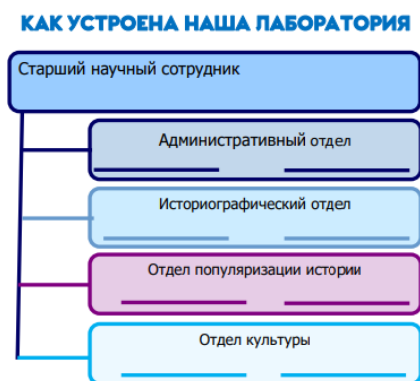 КАК УСТРОЕНА НАША ЛАБОРАТОРИЯ
Старший научный сотрудник
Административный отдел
Историографический отдел
Отдел популяризации истории
Отдел культуры